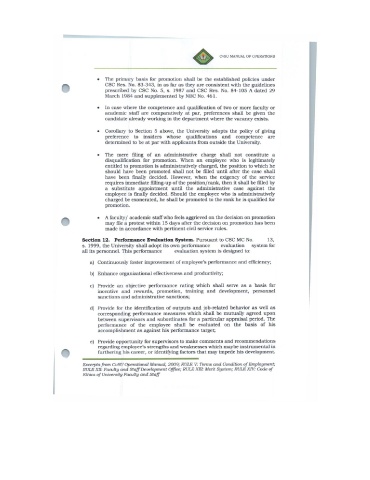 CvSU MANUAL OF OPERATIONS
• The primary basis for promotion shall be the established policies under
CSC Res. No. 83-343, in so far as they are consistent with the guidelines
prescribed by CSC No. 5, s. 1987 and CSC Res. No. 89-105 A dated 29
March 1984 and supplemented by NBC No. 461.
• In case where the competence and qualification of two or more faculty or
academic staff are comparatively at par, preferences shall be given the
candidate already working in the department where the vacancy exists.
• Corollary to Section 5 above, the University adopts the policy of giving
preference to insiders whose qualifications and competence are
determined to be at par with applicants from outside the University.
• The mere filing of an administrative charge shall not constitute a
disqualification for promotion. When an employee who is legitimately
entitled to promotion is administratively charged, the position to which he
should have been promoted shall not be filled until after the case shall
have been finally decided. However, when the exigency of the service
requires immediate filling-up of the position/rank, then it shall be filled by
a substitute appointment until the administrative case against the
employee is finally decided. Should the employee who is administratively
charged be exonerated, he shall be promoted to the rank he is qualified for
promotion.
• A faculty/ academic staff who feels aggrieved on the decision on promotion
may file a protest within 15 days after the decision on promotion has been
made in accordance with pertinent civil service rules.
Section 12. Performance Evaluation System. Pursuant to CSC MC No. 13,
s. 1999, the University shall adopt its own performance evaluation system for
all its personnel. This performance evaluation system is designed to:
a) Continuously foster improvement of employee's performance and efficiency;
b) Enhance organizational effectiveness and productivity;
c) Provide an objective performance rating which shall serve as a basis for
incentive and rewards, promotion, training and development, personnel
sanctions and administrative sanctions;
d) Provide for the identification of outputs and job-related behavior as well as
corresponding performance measures which shall be mutually agreed upon
between supervisors and subordinates for a particular appraisal period. The
performance of the employee shall be evaluated on the basis of his
accomplishment as against his performance target;
e) Provide opportunity for supervisors to make comments and recommendations
regarding employee's strengths and weaknesses which maybe instrumental in
furthering his career, or identifying factors that may impede his development.
Excerpts from CvSU Operational Manual, 2009; RULE V: Terms and Condition of Employment;
RULE XII: Faculty and Staff Development Office; RULE XIII: Merit System; RULE XIV: Code of
Ethics of University Faculty and Staff